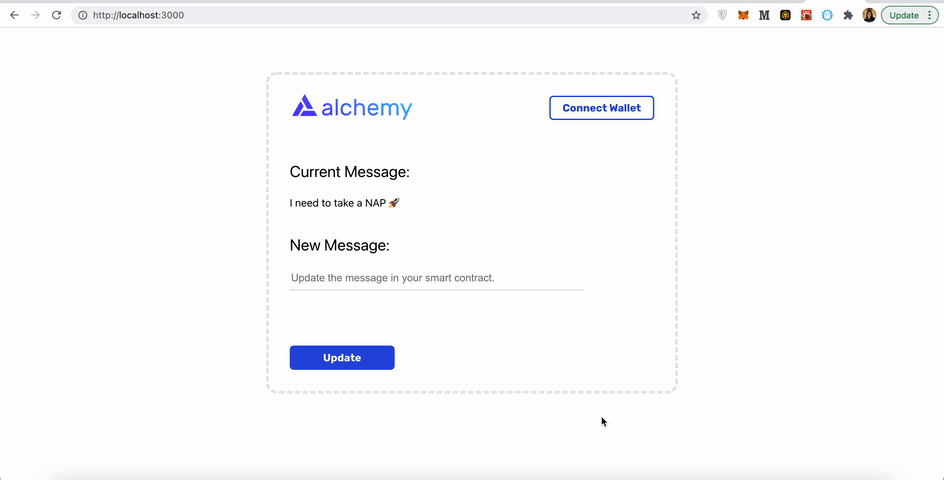 http://localhost:3000
Update
alchemy
Connect Wallet
Current Message:
I need to take a NAP 🚀
New Message:
Update the message in your smart contract.
Update